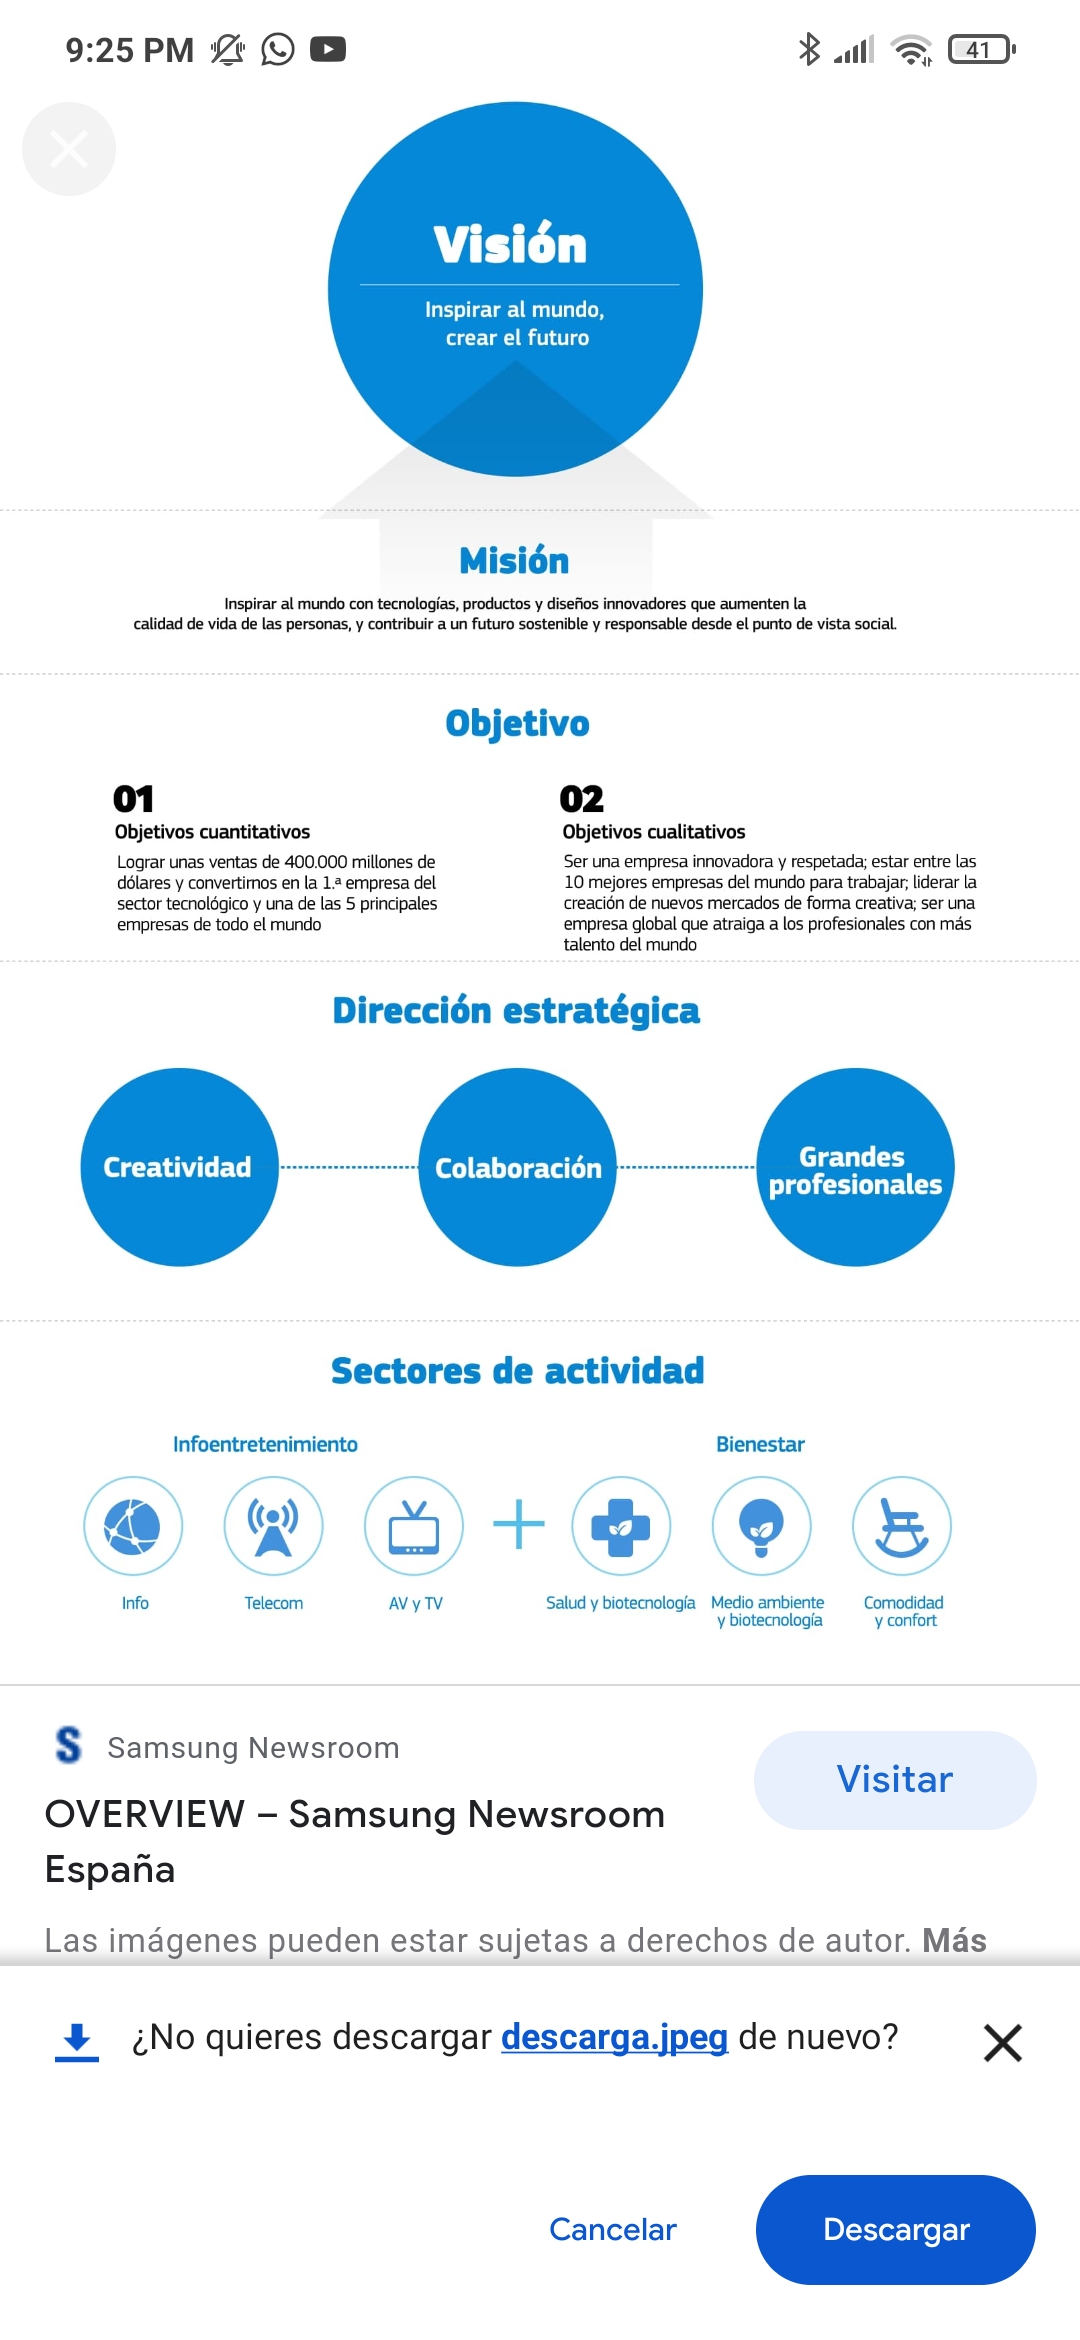 9:25 PM
41
Visión
Inspirar al mundo,
crear el futuro
Misión
Inspirar al mundo con tecnologías, productos y diseños innovadores que aumenten la
calidad de vida de las personas, y contribuir a un futuro sostenible y responsable desde el punto de vista social.
Objetivo
01
Objetivos cuantitativos
Lograr unas ventas de 400.000 millones de
dólares y convertirnos en la 1.ª empresa del
sector tecnológico y una de las 5 principales
empresas de todo el mundo
02
Objetivos cualitativos
Ser una empresa innovadora y respetada; estar entre las
10 mejores empresas del mundo para trabajar; liderar la
creación de nuevos mercados de forma creativa; ser una
empresa global que atraiga a los profesionales con más
talento del mundo
Dirección estratégica
Creatividad
Colaboración
Grandes
profesionales
Sectores de actividad
Infoentretenimiento
Bienestar
Info
Telecom
AV y TV
Salud y biotecnología
Medio ambiente
y biotecnología
Comodidad
y confort
S Samsung Newsroom
OVERVIEW – Samsung Newsroom
España
Visitar
Las imágenes pueden estar sujetas a derechos de autor. Más
¿No quieres descargar descarga.jpeg de nuevo?
Cancelar
Descargar